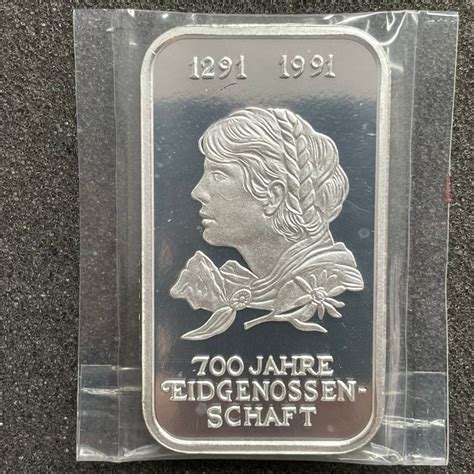 1291 1991
700 JAHRE
EIDGENOSSEN-
SCHAFT